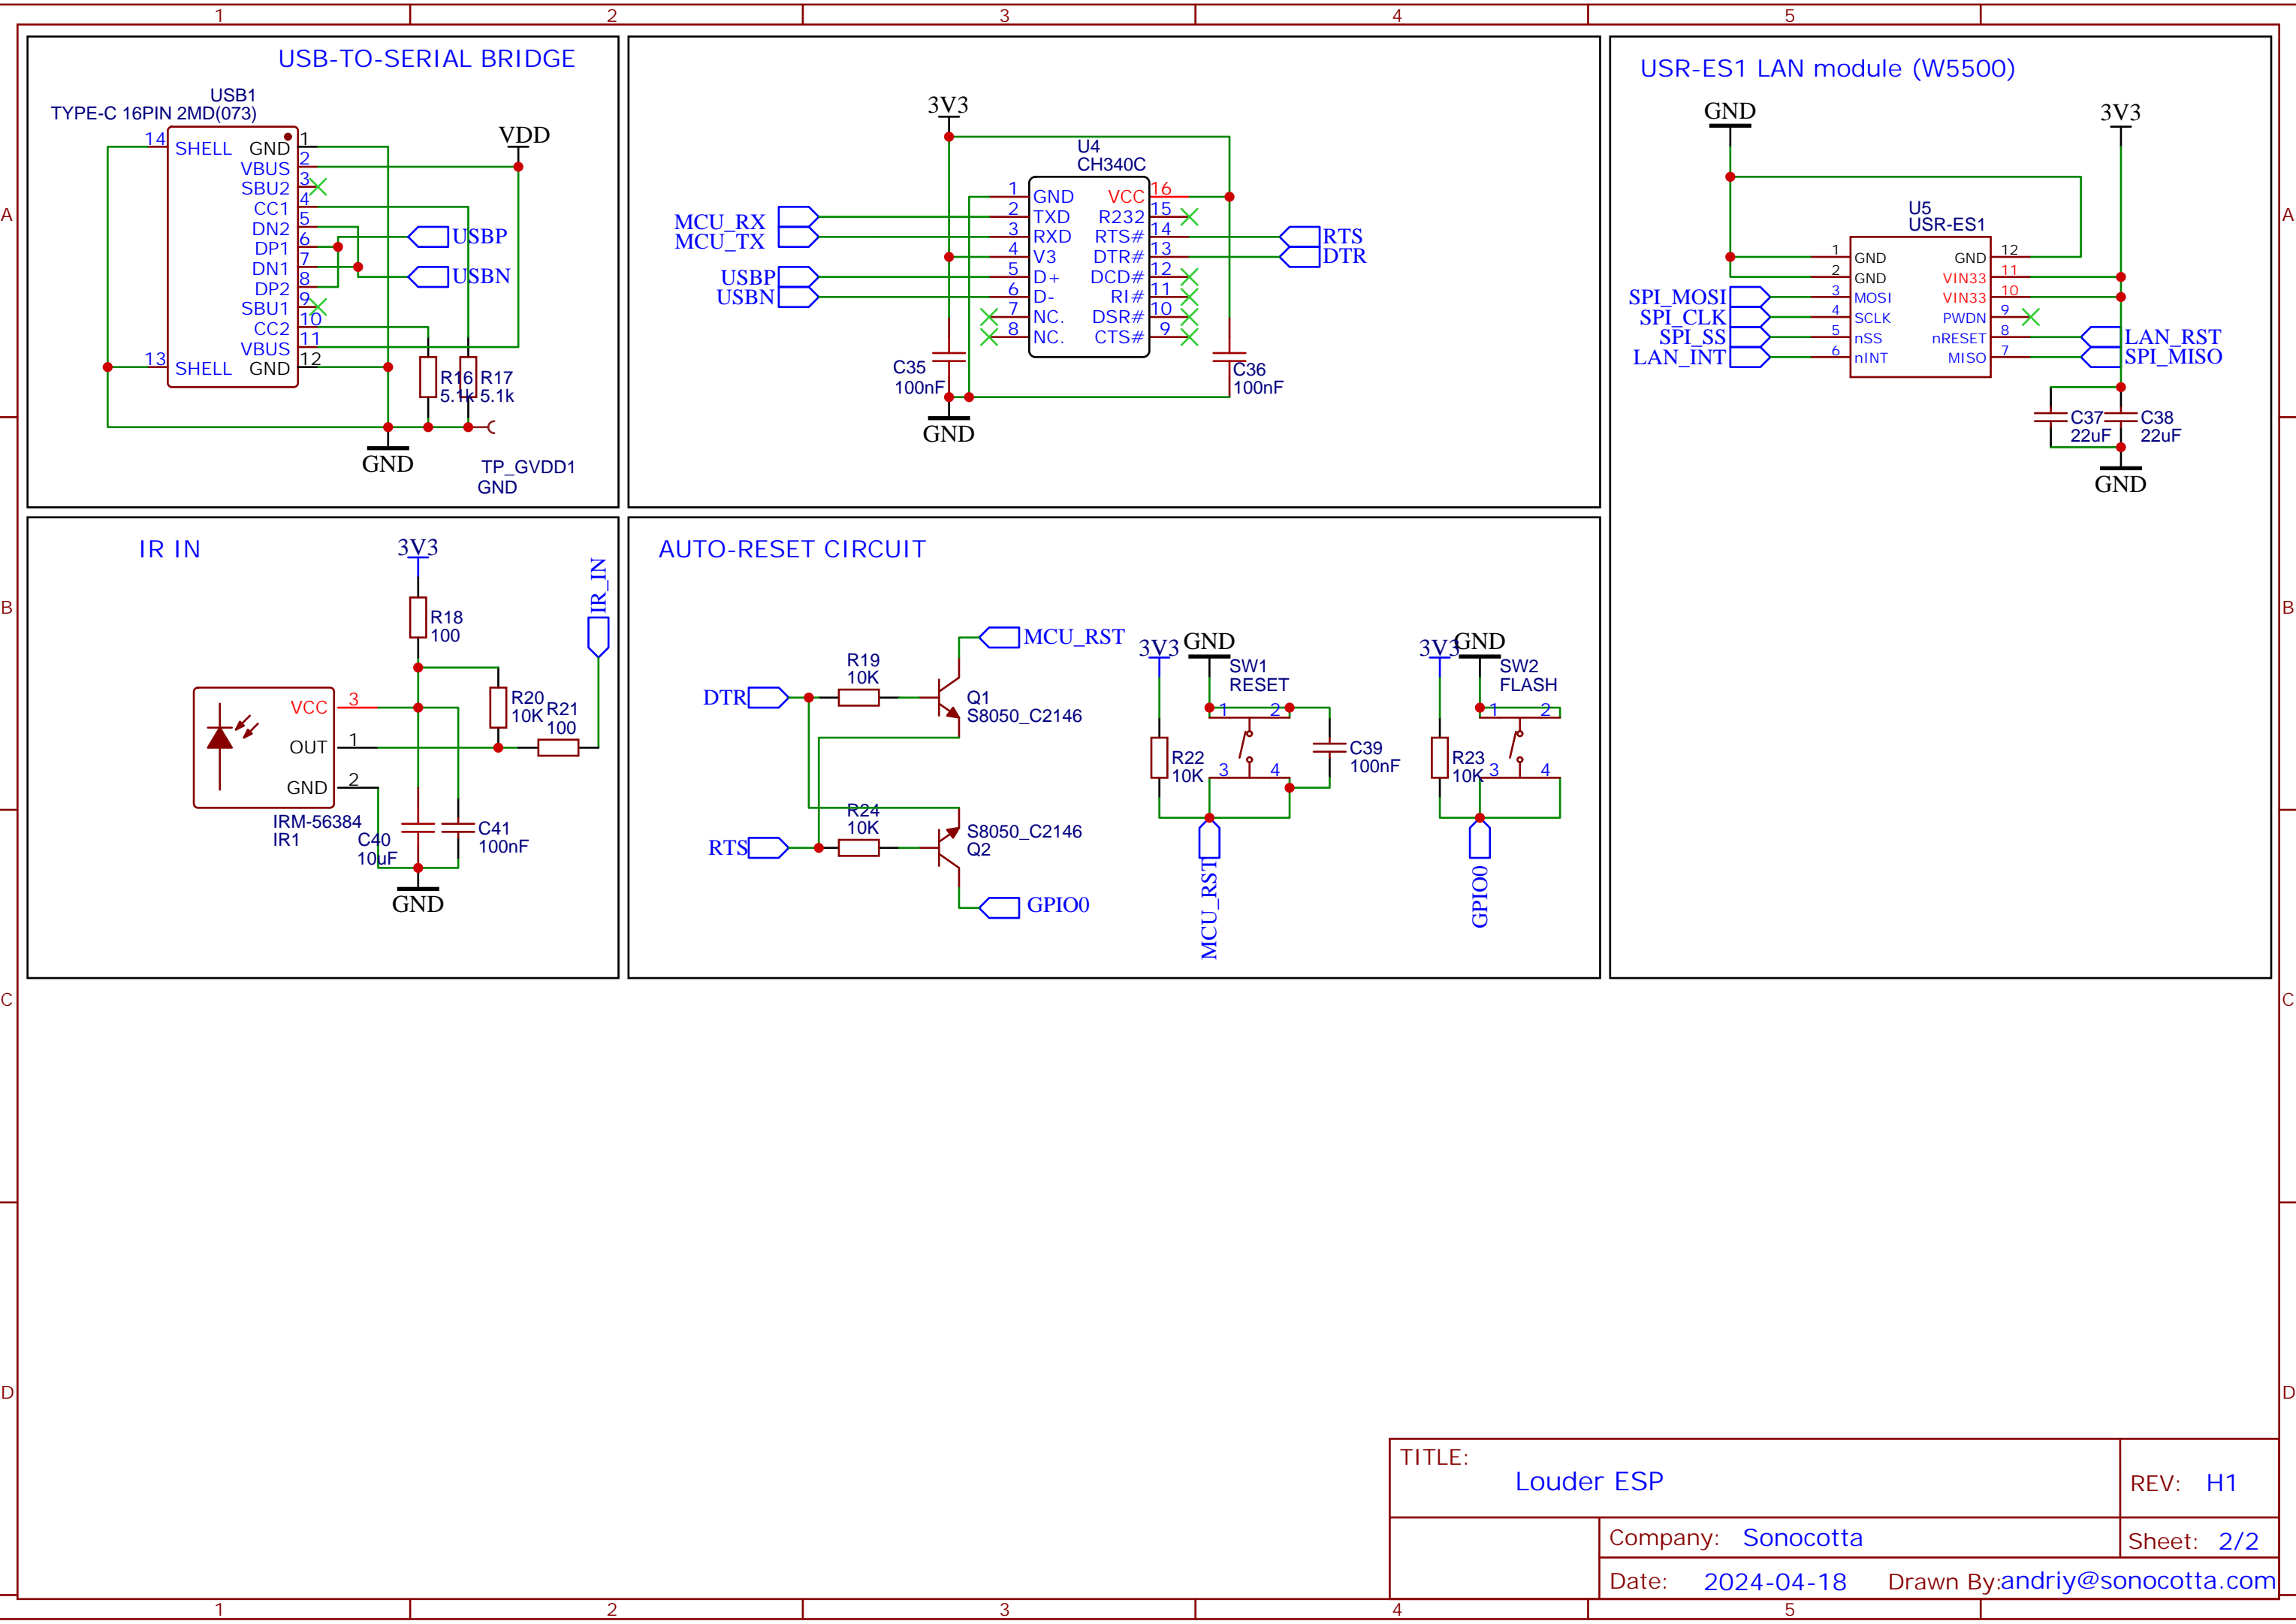 1 2 3 4 5
A
B
C
D
A
B
C
D
USB-TO-SERIAL BRIDGE
USB1
TYPE-C 16PIN 2MD(073)
VDD
14 SHELL GND 1
VBUS 2
SBU2 3
CC1 4
DN2 5
DP1 6
DN1 7
DP2 8
SBU1 9
CC2 10
VBUS 11
13 SHELL GND 12
USBP
USBN
R16
5.1k
R17
5.1k
GND
TP_GVDD1
GND
3V3
U4
CH340C
1 GND VCC 16
2 TXD R232 15
3 RXD RTS# 14
4 V3 DTR# 13
5 D+ DCD# 12
6 D- RI# 11
7 NC. DSR# 10
8 NC. CTS# 9
MCU_RX
MCU_TX
USBP
USBN
RTS
DTR
C35
100nF
C36
100nF
GND
USR-ES1 LAN module (W5500)
GND
3V3
U5
USR-ES1
1 GND GND 12
2 GND VIN33 11
3 MOSI VIN33 10
4 SCLK PWDN 9
5 nSS nRESET 8
6 nINT MISO 7
SPI_MOSI
SPI_CLK
SPI_SS
LAN_INT
LAN_RST
SPI_MISO
C37
22uF
C38
22uF
GND
IR IN
3V3
IR_IN
R18
100
R20
10K
R21
100
VCC 3
OUT 1
GND 2
IRM-56384
IR1
C40
10uF
C41
100nF
GND
AUTO-RESET CIRCUIT
MCU_RST
R19
10K
DTR
Q1
S8050_C2146
R24
10K
RTS
S8050_C2146
Q2
GPIO0
3V3 GND
SW1
RESET
1 2
R22
10K
3 4
C39
100nF
MCU_RST
3V3 GND
SW2
FLASH
1 2
R23
10K
3 4
GPIO0
TITLE:
Louder ESP
REV: H1
Company: Sonocotta
Sheet: 2/2
Date: 2024-04-18
Drawn By: andriy@sonocotta.com
1 2 3 4 5